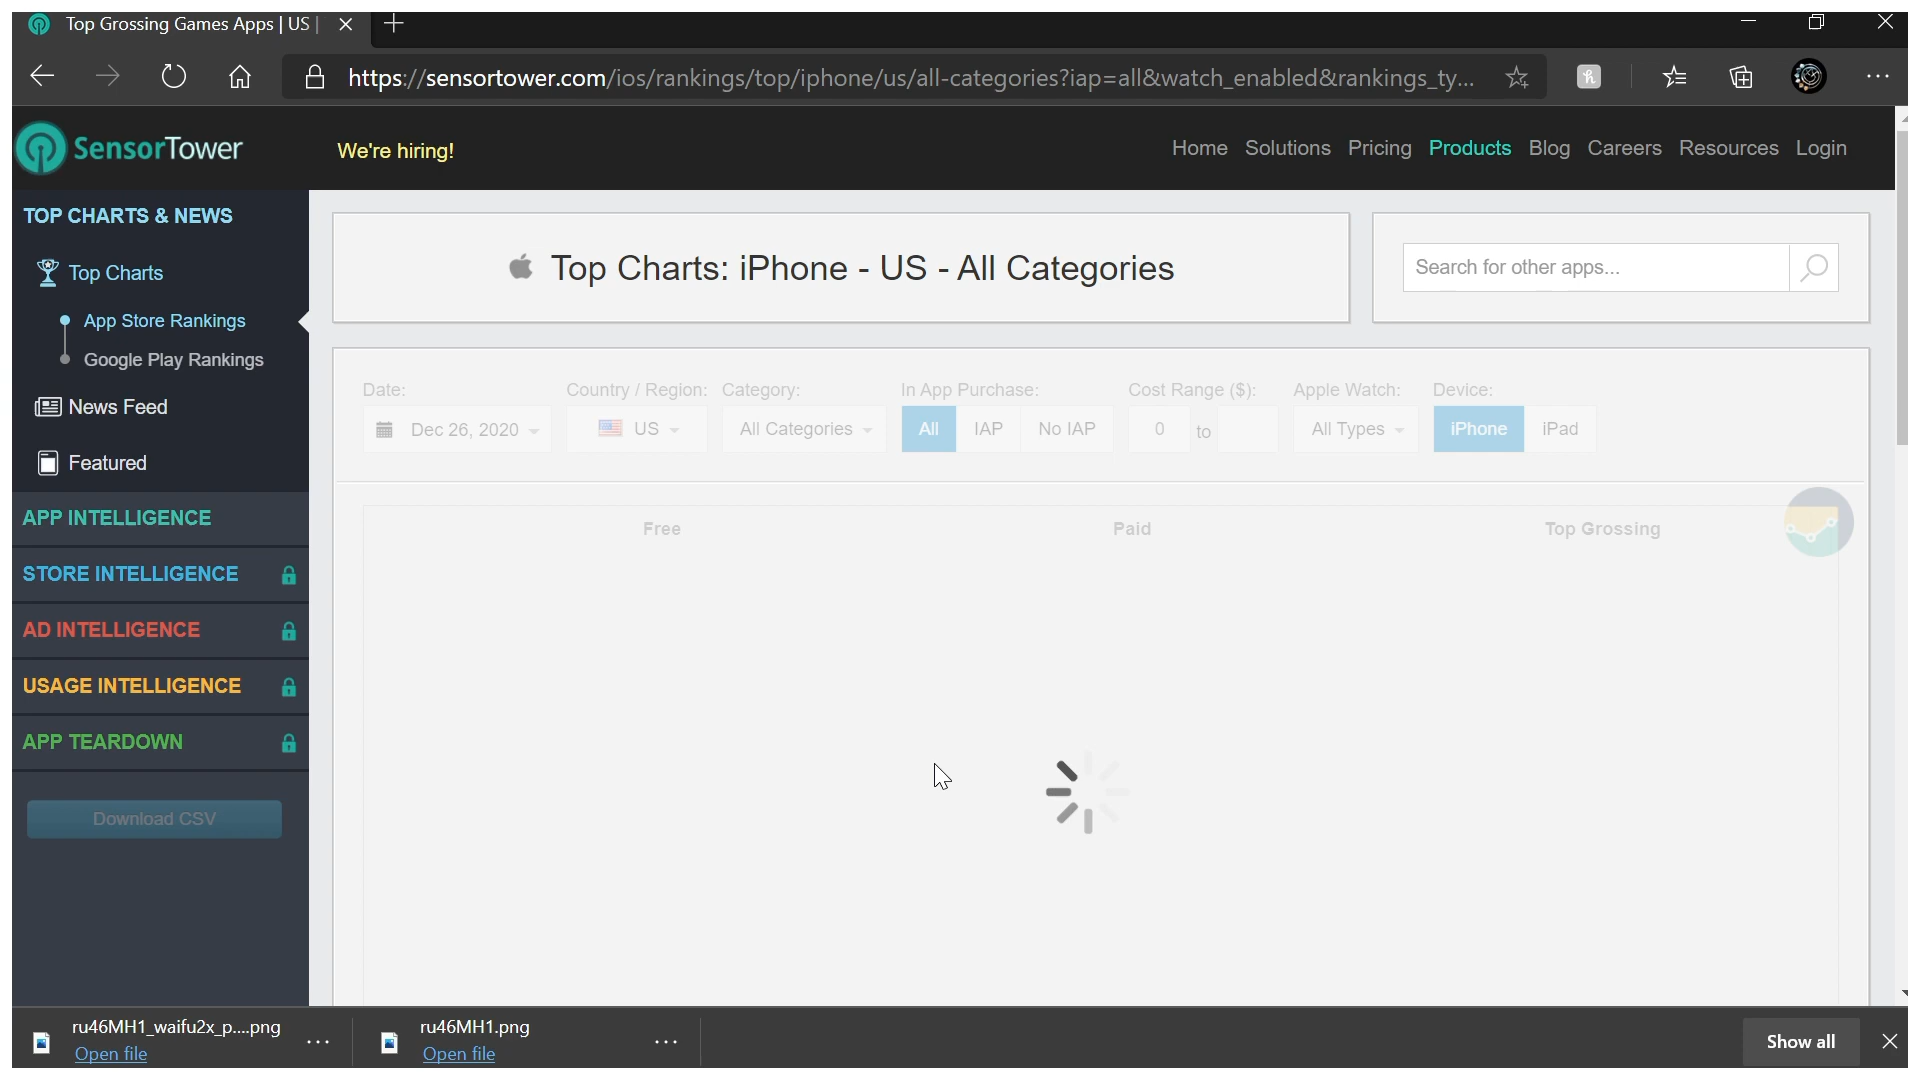 Top Grossing Games Apps | US |
https://sensortower.com/ios/rankings/top/iphone/us/all-categories?iap=all&watch_enabled&rankings_ty...
SensorTower
We're hiring!
Home Solutions Pricing Products Blog Careers Resources Login
TOP CHARTS & NEWS
Top Charts
App Store Rankings
Google Play Rankings
News Feed
Featured
APP INTELLIGENCE
STORE INTELLIGENCE
AD INTELLIGENCE
USAGE INTELLIGENCE
APP TEARDOWN
Download CSV
Top Charts: iPhone - US - All Categories
Search for other apps...
Date: Country / Region: Category: In App Purchase: Cost Range ($): Apple Watch: Device:
Dec 26, 2020 US All Categories All IAP No IAP 0 to All Types iPhone iPad
Free Paid Top Grossing
ru46MH1_waifu2x_p....png
Open file
ru46MH1.png
Open file
Show all